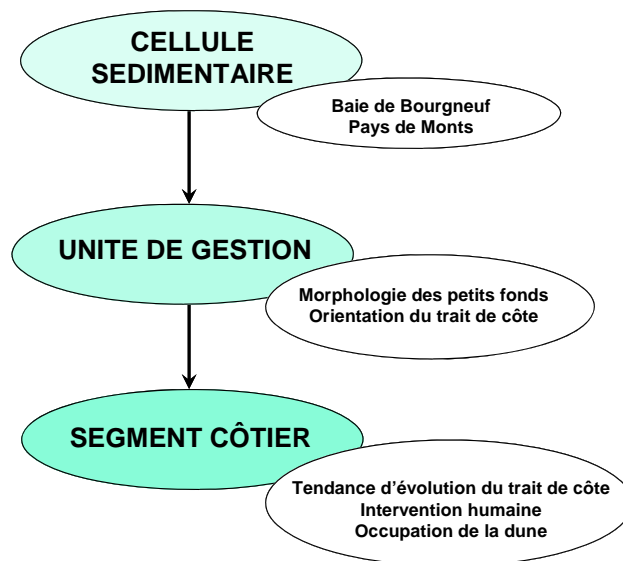 CELLULE
SEDIMENTAIRE
Baie de Bourgneuf
Pays de Monts
UNITE DE GESTION
Morphologie des petits fonds
Orientation du trait de côte
SEGMENT CÔTIER
Tendance d’évolution du trait de côte
Intervention humaine
Occupation de la dune